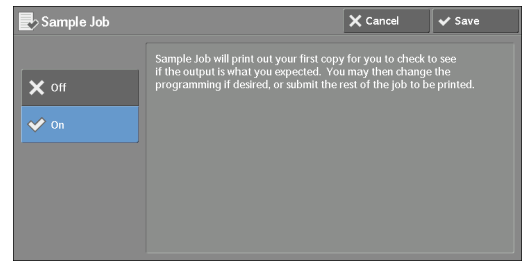 Sample Job
Cancel
Save
Off
On
Sample Job will print out your first copy for you to check to see
if the output is what you expected. You may then change the
programming if desired, or submit the rest of the job to be printed.